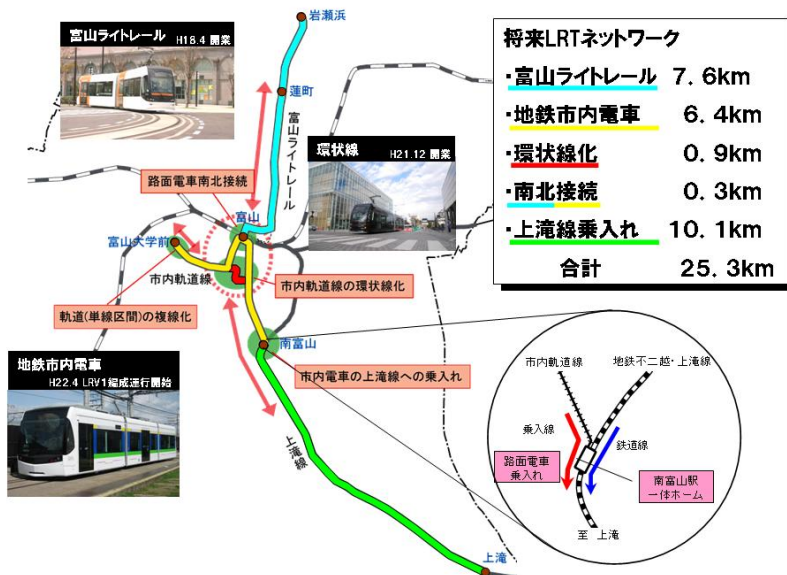 富山ライトレール H18.4 開業
岩瀬浜
蓮町
富山ライトレール
環状線 H21.12 開業
路面電車南北接続
富山
富山大学前
市内軌道線
市内軌道線の環状線化
軌道(単線区間)の複線化
南富山
市内電車の上滝線への乗入れ
地鉄市内電車
H22.4 LRV1編成運行開始
上滝線
上滝
将来LRTネットワーク
・富山ライトレール 7.6km
・地鉄市内電車 6.4km
・環状線化 0.9km
・南北接続 0.3km
・上滝線乗入れ 10.1km
合計 25.3km
市内軌道線
地鉄不二越・上滝線
乗入線
鉄道線
路面電車
乗入れ
南富山駅
一体ホーム
至 上滝